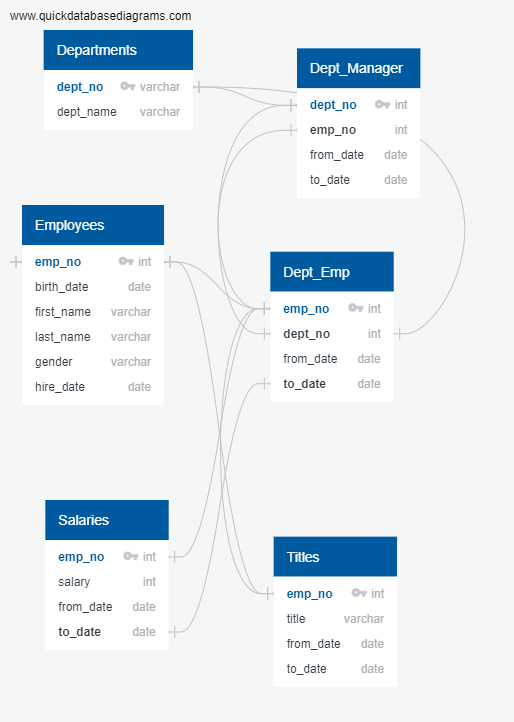 www.quickdatabasediagrams.com
Departments
dept_no varchar
dept_name varchar
Dept_Manager
dept_no int
emp_no int
from_date date
to_date date
Employees
emp_no int
birth_date date
first_name varchar
last_name varchar
gender varchar
hire_date date
Dept_Emp
emp_no int
dept_no int
from_date date
to_date date
Salaries
emp_no int
salary int
from_date date
to_date date
Titles
emp_no int
title varchar
from_date date
to_date date